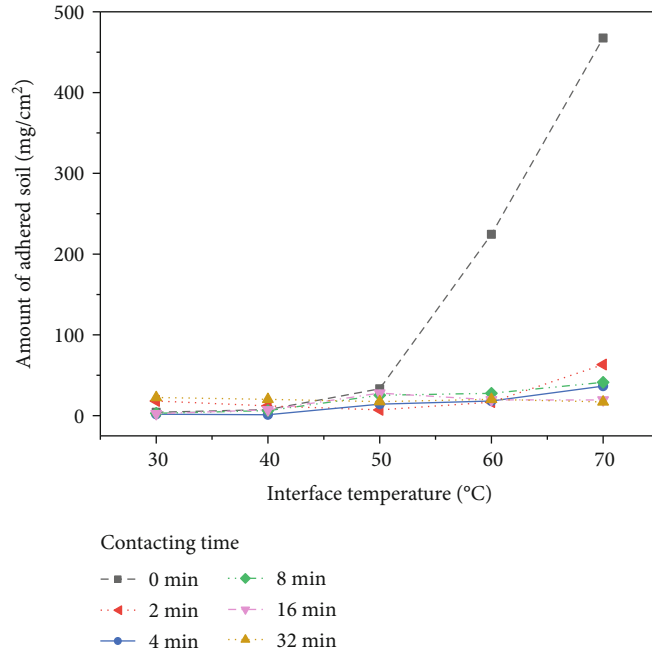 Amount of adhered soil (mg/cm²)
500
400
300
200
100
0
30 40 50 60 70
Interface temperature (°C)
Contacting time
0 min 8 min
2 min 16 min
4 min 32 min